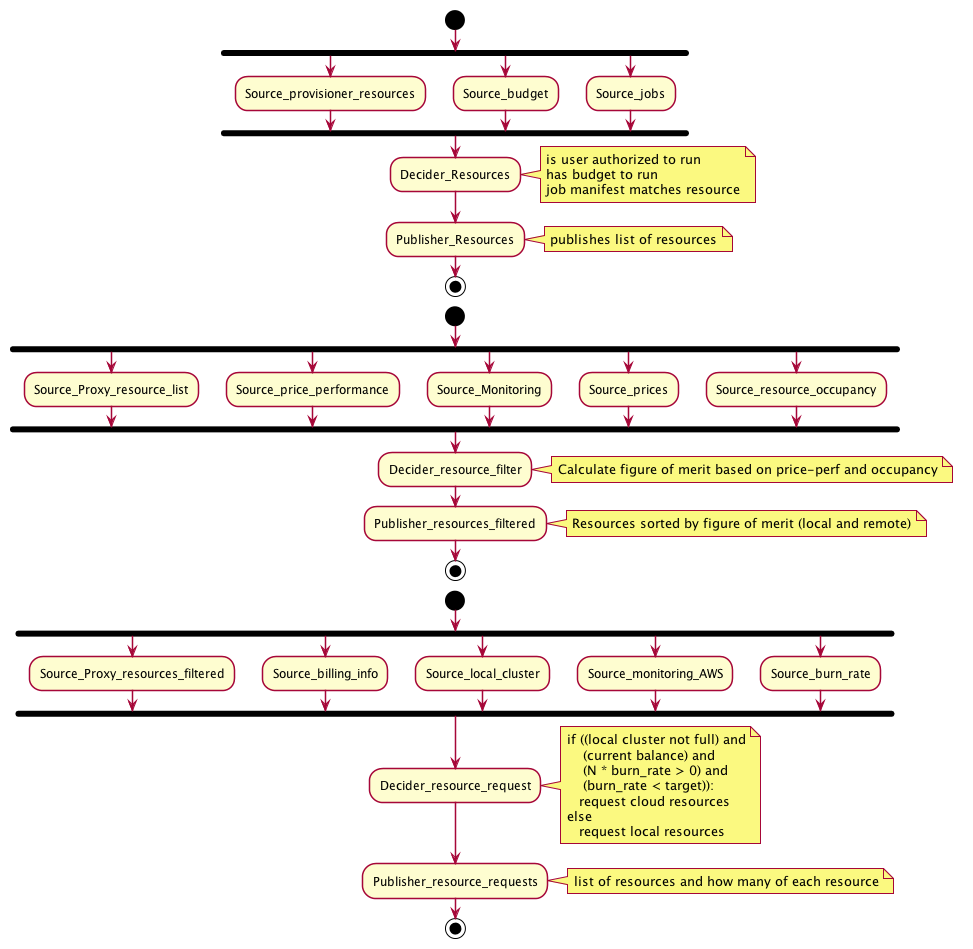 Source_provisioner_resources
Source_budget
Source_jobs
Decider_Resources
is user authorized to run
has budget to run
job manifest matches resource
Publisher_Resources
publishes list of resources
Source_Proxy_resource_list
Source_price_performance
Source_Monitoring
Source_prices
Source_resource_occupancy
Decider_resource_filter
Calculate figure of merit based on price-perf and occupancy
Publisher_resources_filtered
Resources sorted by figure of merit (local and remote)
Source_Proxy_resources_filtered
Source_billing_info
Source_local_cluster
Source_monitoring_AWS
Source_burn_rate
Decider_resource_request
if ((local cluster not full) and
(current balance) and
(N * burn_rate > 0) and
(burn_rate < target)):
request cloud resources
else
request local resources
Publisher_resource_requests
list of resources and how many of each resource